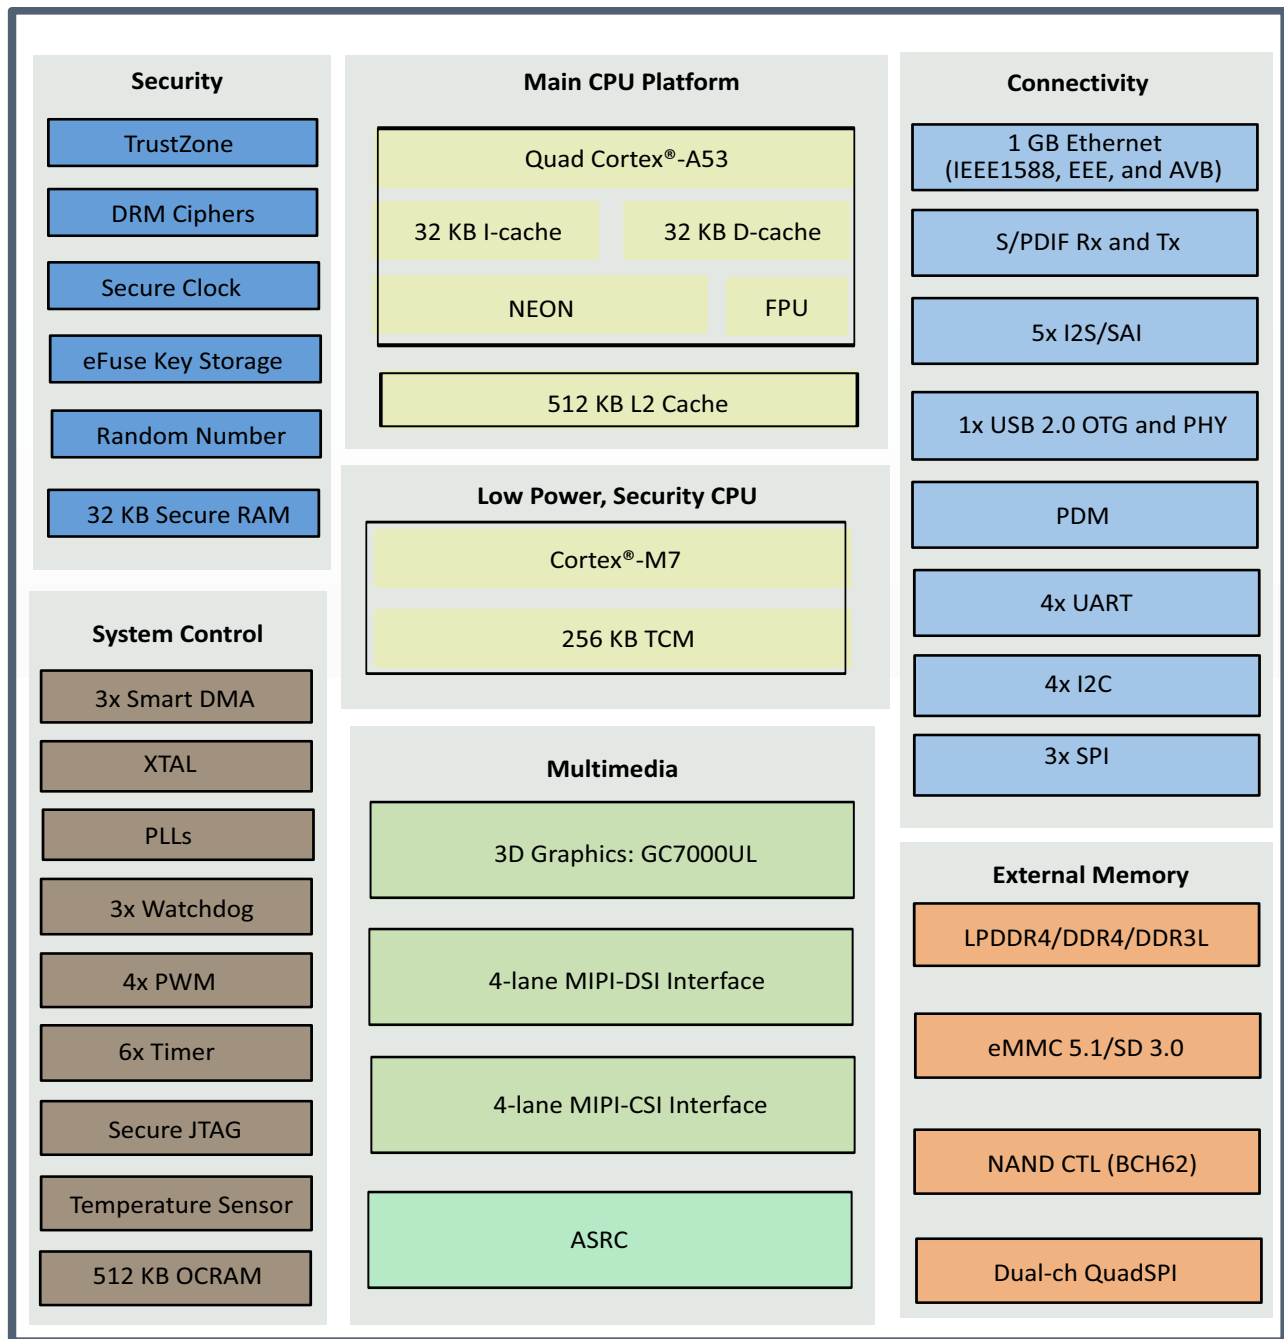 Security
TrustZone
DRM Ciphers
Secure Clock
eFuse Key Storage
Random Number
32 KB Secure RAM
System Control
3x Smart DMA
XTAL
PLLs
3x Watchdog
4x PWM
6x Timer
Secure JTAG
Temperature Sensor
512 KB OCRAM
Main CPU Platform
Quad Cortex®-A53
32 KB I-cache
32 KB D-cache
NEON
FPU
512 KB L2 Cache
Low Power, Security CPU
Cortex®-M7
256 KB TCM
Multimedia
3D Graphics: GC7000UL
4-lane MIPI-DSI Interface
4-lane MIPI-CSI Interface
ASRC
Connectivity
1 GB Ethernet
(IEEE1588, EEE, and AVB)
S/PDIF Rx and Tx
5x I2S/SAI
1x USB 2.0 OTG and PHY
PDM
4x UART
4x I2C
3x SPI
External Memory
LPDDR4/DDR4/DDR3L
eMMC 5.1/SD 3.0
NAND CTL (BCH62)
Dual-ch QuadSPI